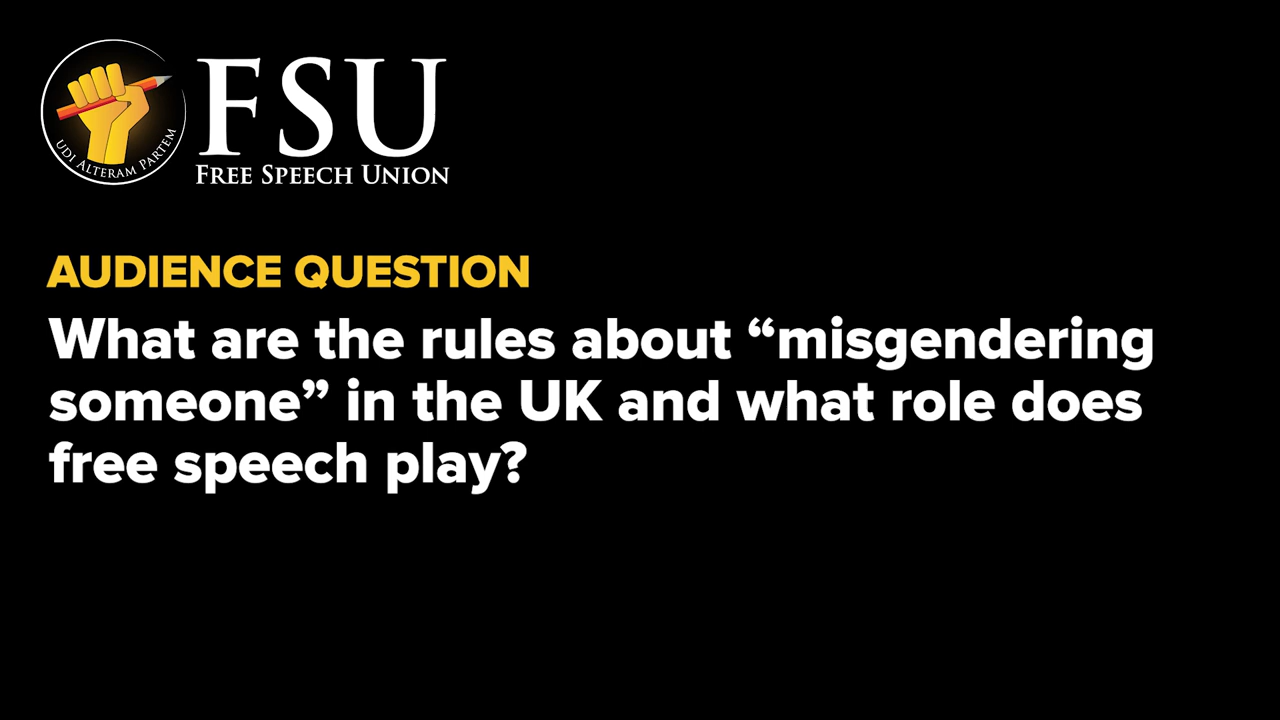 FSU
FREE SPEECH UNION
UDI ALTERAM PARTEM
AUDIENCE QUESTION
What are the rules about “misgendering
someone” in the UK and what role does
free speech play?